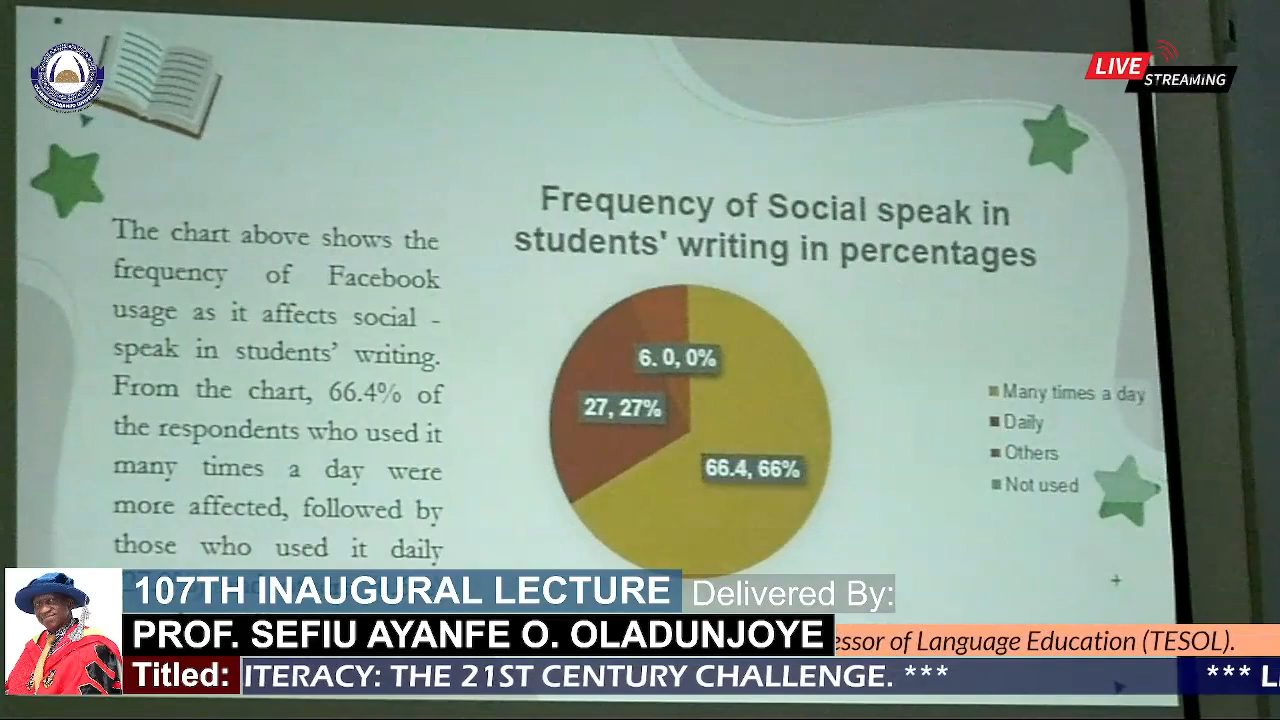 LIVE
STREAMING
Frequency of Social speak in
students' writing in percentages
The chart above shows the
frequency of Facebook
usage as it affects social -
speak in students' writing.
From the chart, 66.4% of
the respondents who used it
many times a day were
more affected, followed by
those who used it daily
6. 0, 0%
27, 27%
66.4, 66%
Many times a day
Daily
Others
Not used
107TH INAUGURAL LECTURE Delivered By:
PROF. SEFIU AYANFE O. OLADUNJOYE
essor of Language Education (TESOL).
Titled: ITERACY: THE 21ST CENTURY CHALLENGE. *** *** L